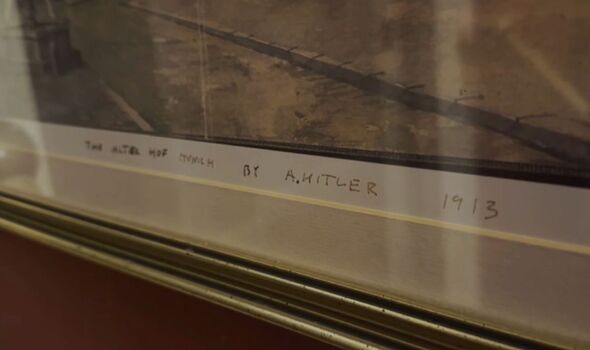 THE ALTER HOF MUNICH BY A.HITLER 1913